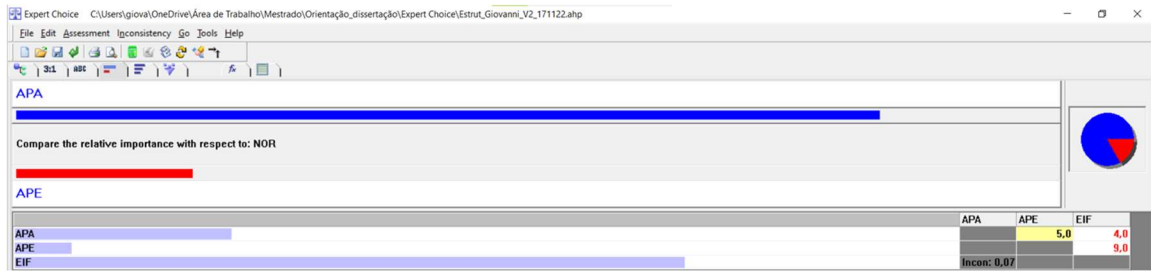 Expert Choice C:\Users\giova\OneDrive\Área de Trabalho\Mestrado\Orientação_dissertação\Expert Choice\Estrut_Giovanni_V2_171122.ahp
File Edit Assessment Inconsistency Go Tools Help
3:1 ABC
APA
Compare the relative importance with respect to: NOR
APE
APA APE EIF
APA 5,0 4,0
APE 9,0
EIF Incon: 0,07